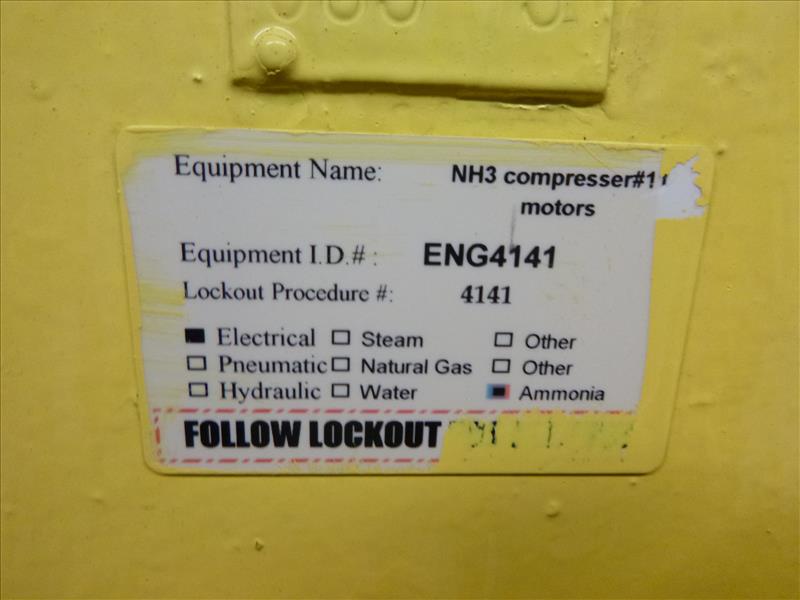 Equipment Name: NH3 compresser#1
motors
Equipment I.D.# : ENG4141
Lockout Procedure #: 4141
Electrical Steam Other
Pneumatic Natural Gas Other
Hydraulic Water Ammonia
FOLLOW LOCKOUT